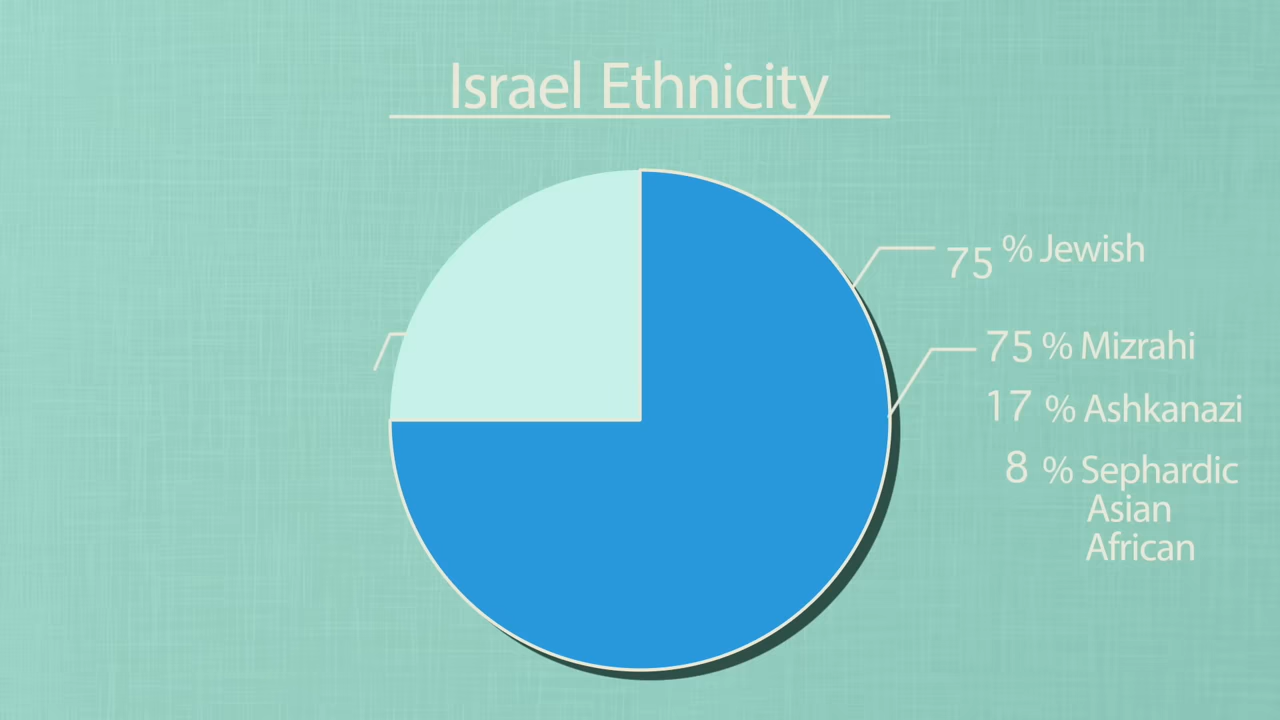 Israel Ethnicity
75 % Jewish
75 % Mizrahi
17 % Ashkanazi
8 % Sephardic
Asian
African